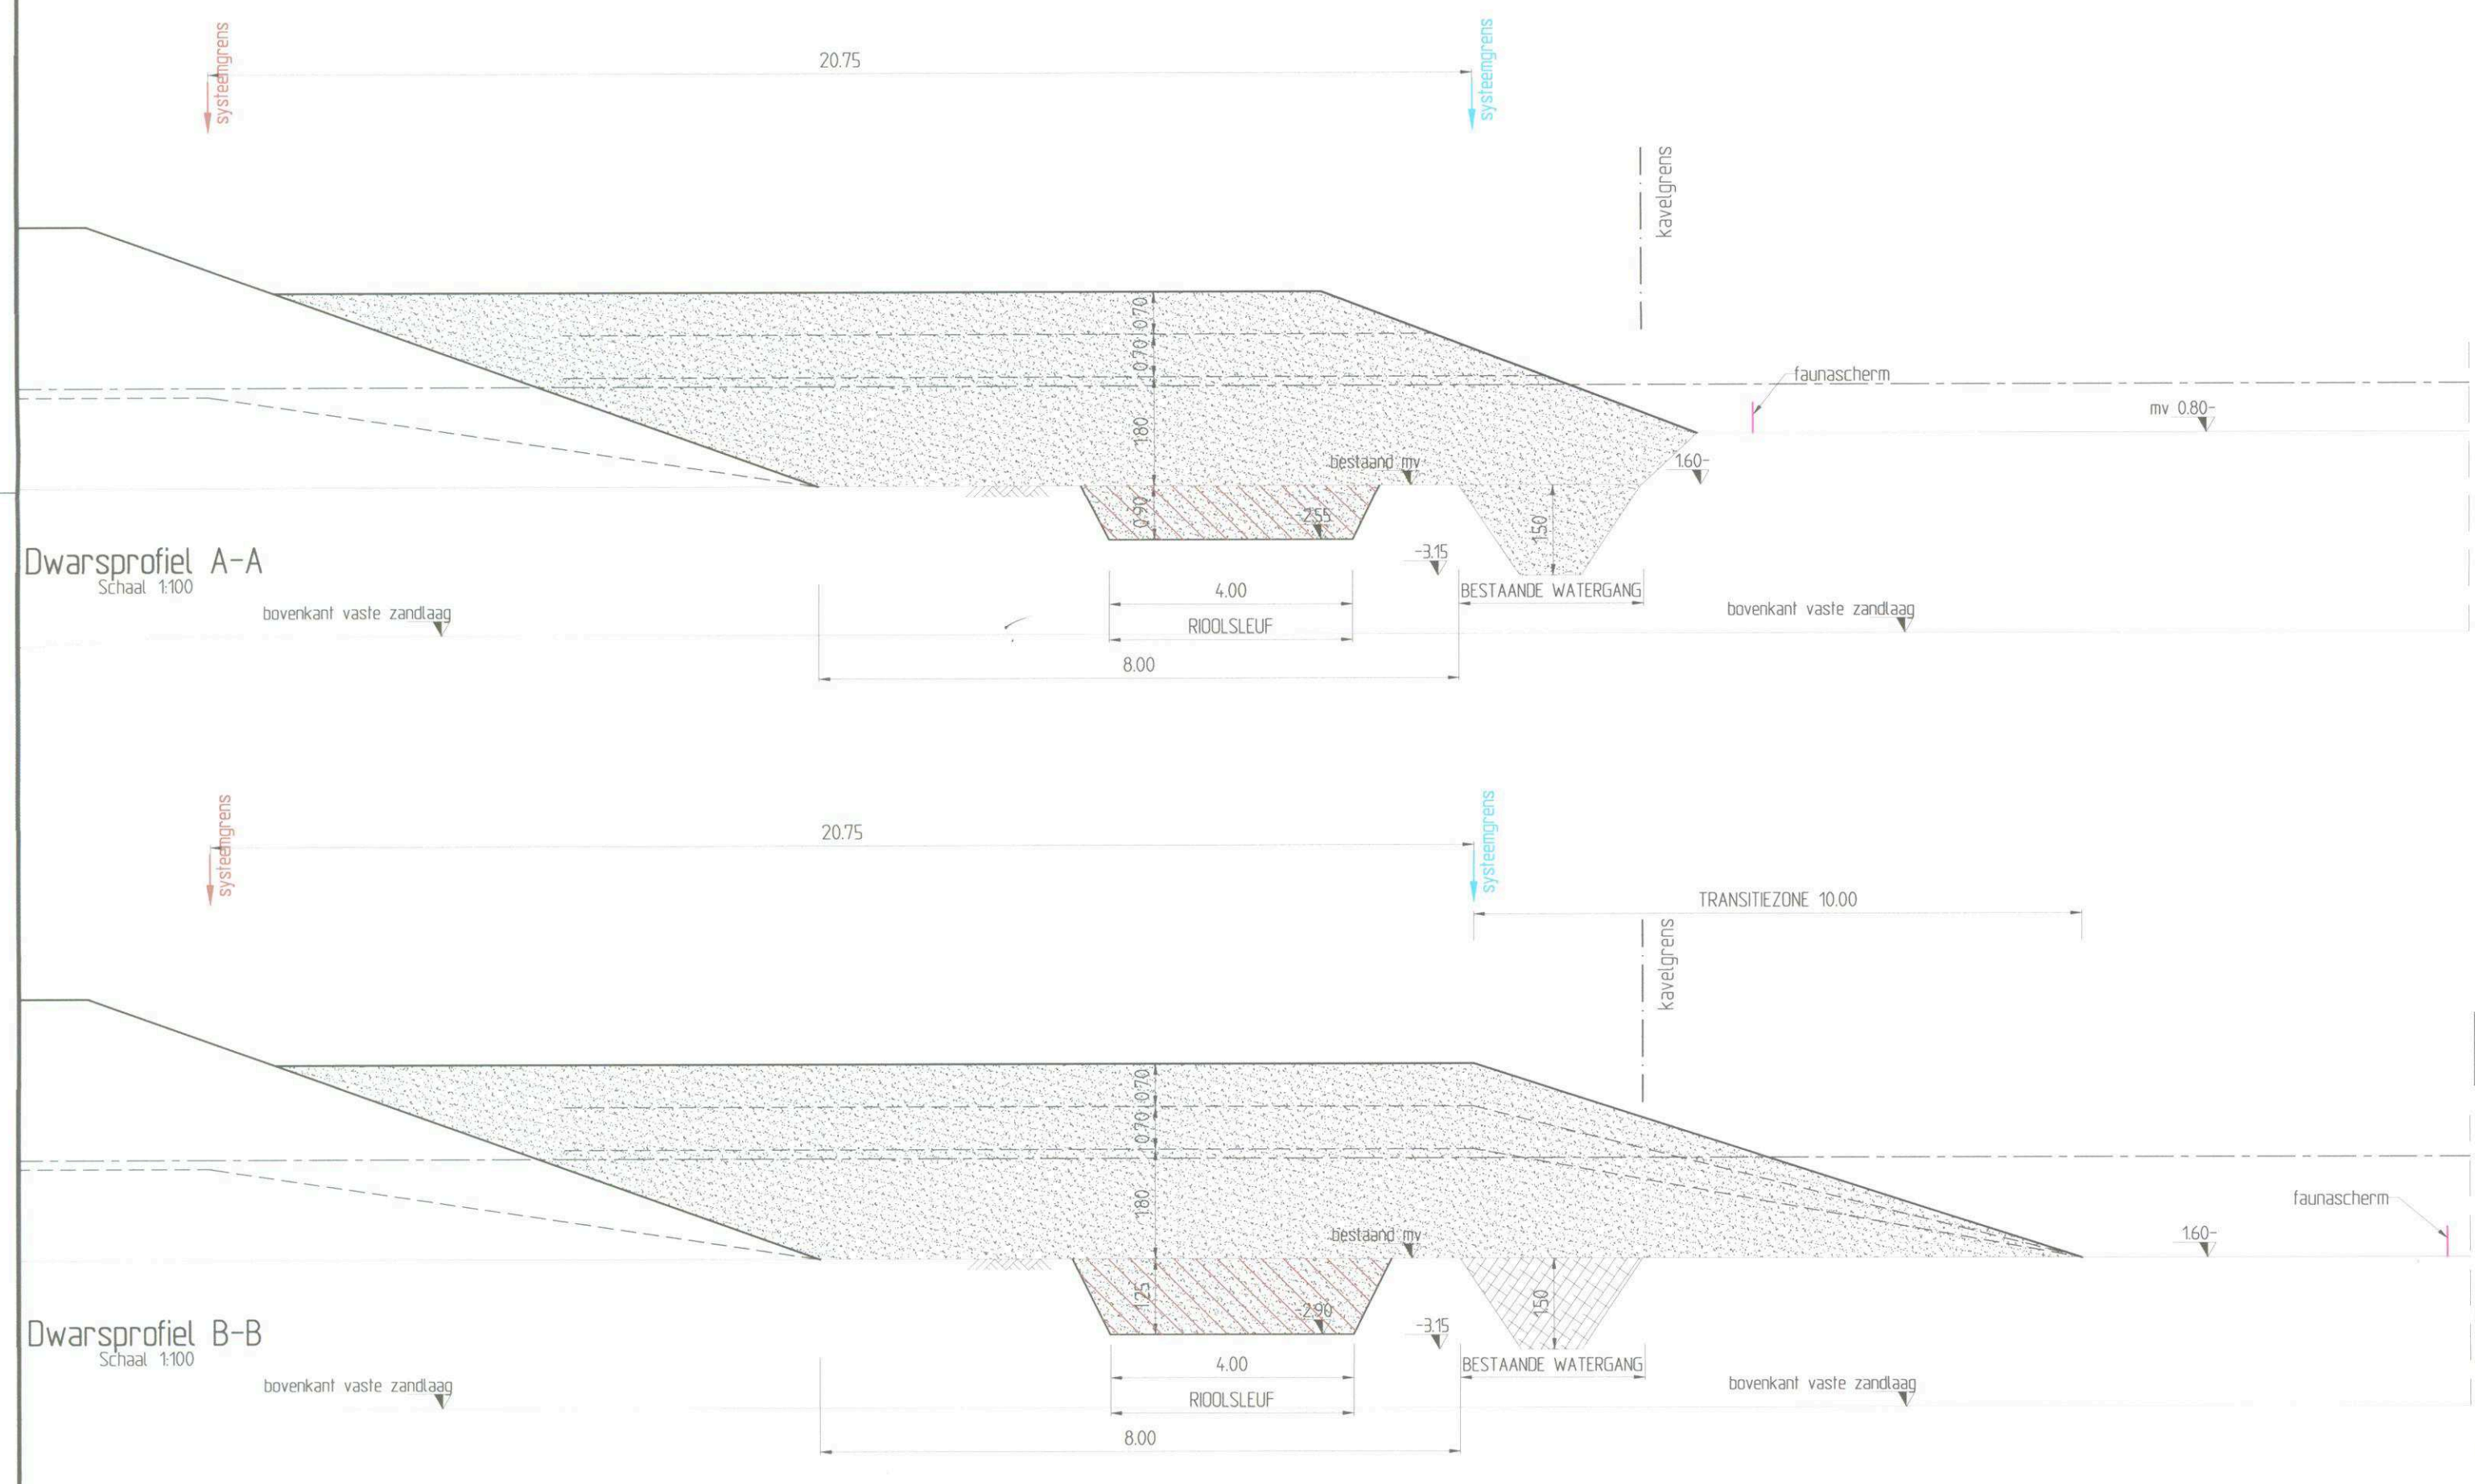 systeemgrens
20.75
systeemgrens
kavelgrens
0.70
0.70
faunascherm
mv 0.80-
1.80
bestaand mv
1.60-
0.90
-2.55
1.50
Dwarsprofiel A-A
Schaal 1:100
-3.15
4.00
BESTAANDE WATERGANG
bovenkant vaste zandlaag
RIOOLSLEUF
bovenkant vaste zandlaag
8.00
systeemgrens
20.75
systeemgrens
TRANSITIEZONE 10.00
kavelgrens
0.70
0.70
1.80
faunascherm
bestaand mv
1.60-
1.25
-2.90
1.50
Dwarsprofiel B-B
Schaal 1:100
-3.15
4.00
BESTAANDE WATERGANG
bovenkant vaste zandlaag
RIOOLSLEUF
bovenkant vaste zandlaag
8.00